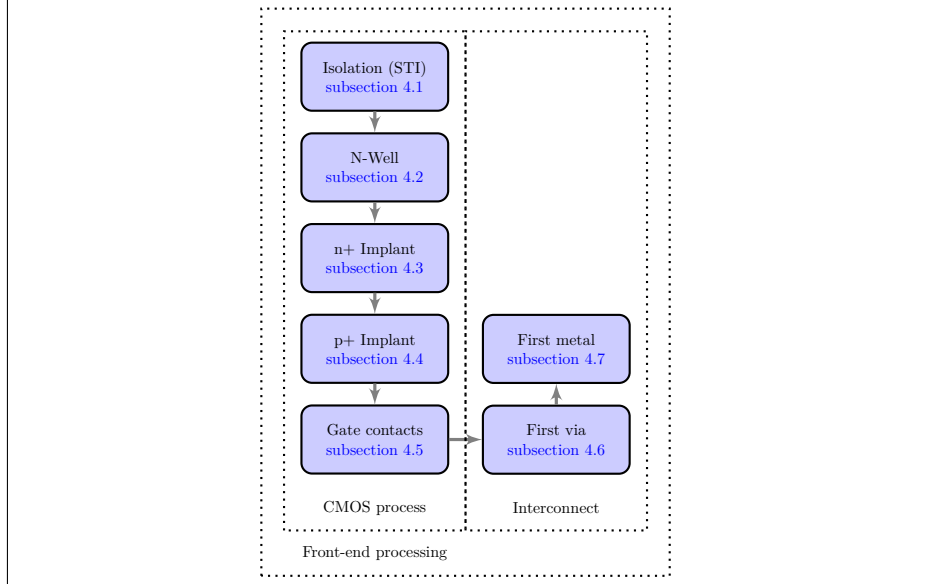 Isolation (STI)
subsection 4.1
N-Well
subsection 4.2
n+ Implant
subsection 4.3
p+ Implant
subsection 4.4
Gate contacts
subsection 4.5
CMOS process
First metal
subsection 4.7
First via
subsection 4.6
Interconnect
Front-end processing